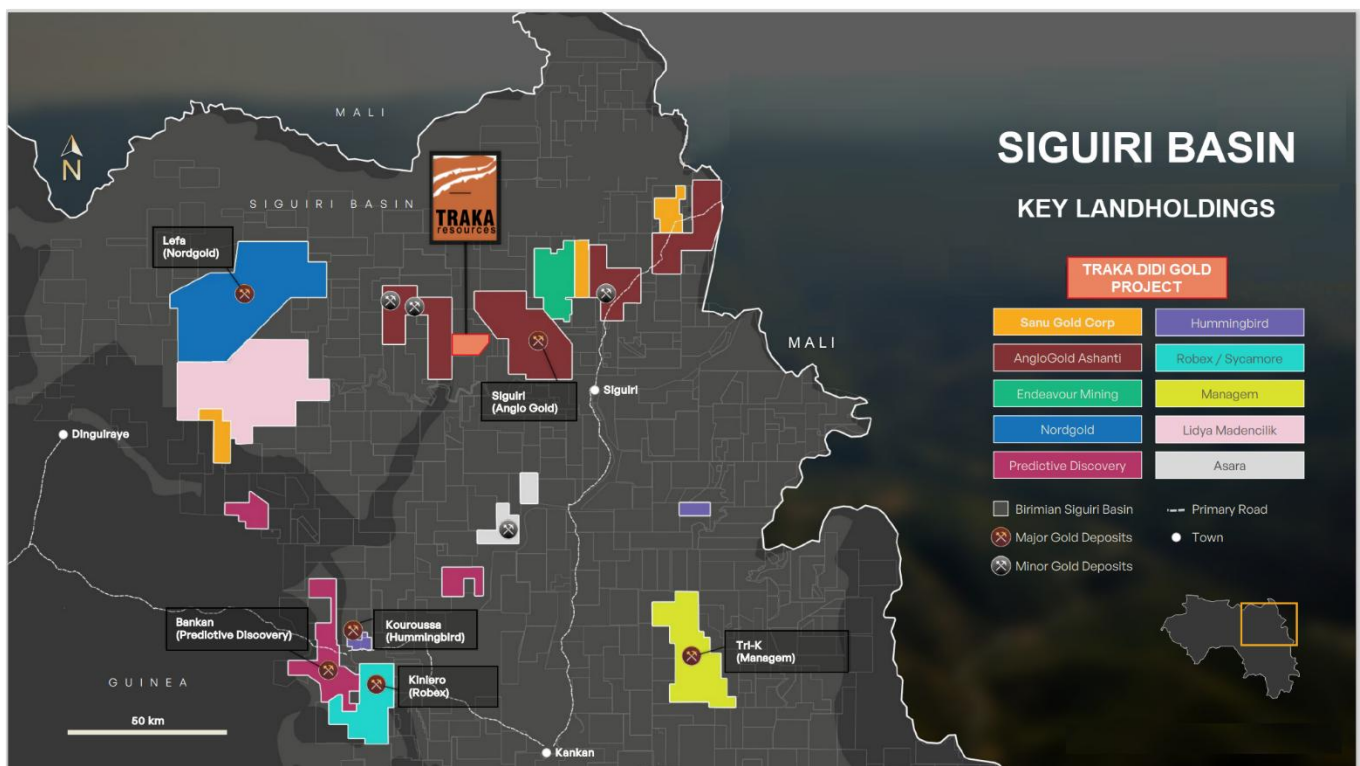 MALI
N
SIGUIRI BASIN
TRAKA
resources
Lefa
(Nordgold)
MALI
Siguiri
(Anglo Gold)
Siguiri
Dinguiraye
Bankan
(Predictive Discovery)
Kouroussa
(Hummingbird)
Kiniero
(Robex)
Tri-K
(Managem)
GUINEA
50 km
Kankan
SIGUIRI BASIN
KEY LANDHOLDINGS
TRAKA DIDI GOLD
PROJECT
Sanu Gold Corp
Hummingbird
AngloGold Ashanti
Robex / Sycamore
Endeavour Mining
Managem
Nordgold
Lidya Madencilik
Predictive Discovery
Asara
Birimian Siguiri Basin
Primary Road
Major Gold Deposits
Town
Minor Gold Deposits